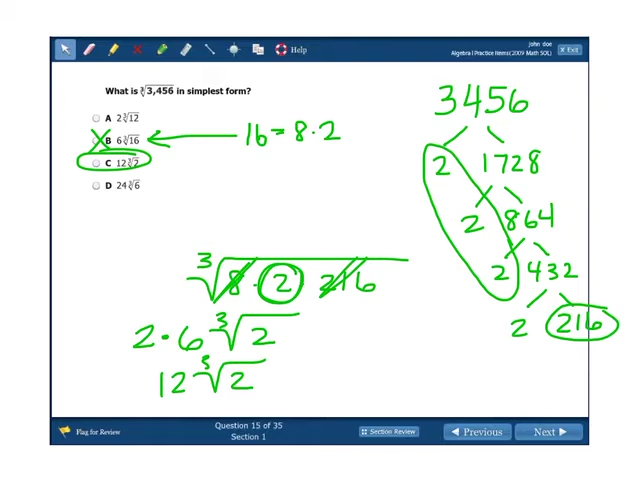 john doe
Algebra I Practice Items (2009 Math SOL)
Help
Exit
What is ∛3,456 in simplest form?
A 2∛12
B 6∛16
C 12∛2
D 24∛6
16 = 8 · 2
3456
2 1728
2 864
2 432
2 216
∛8 · 2 216
2 · 6 ∛2
12 ∛2
Flag for Review
Question 15 of 35
Section 1
Section Review
Previous
Next